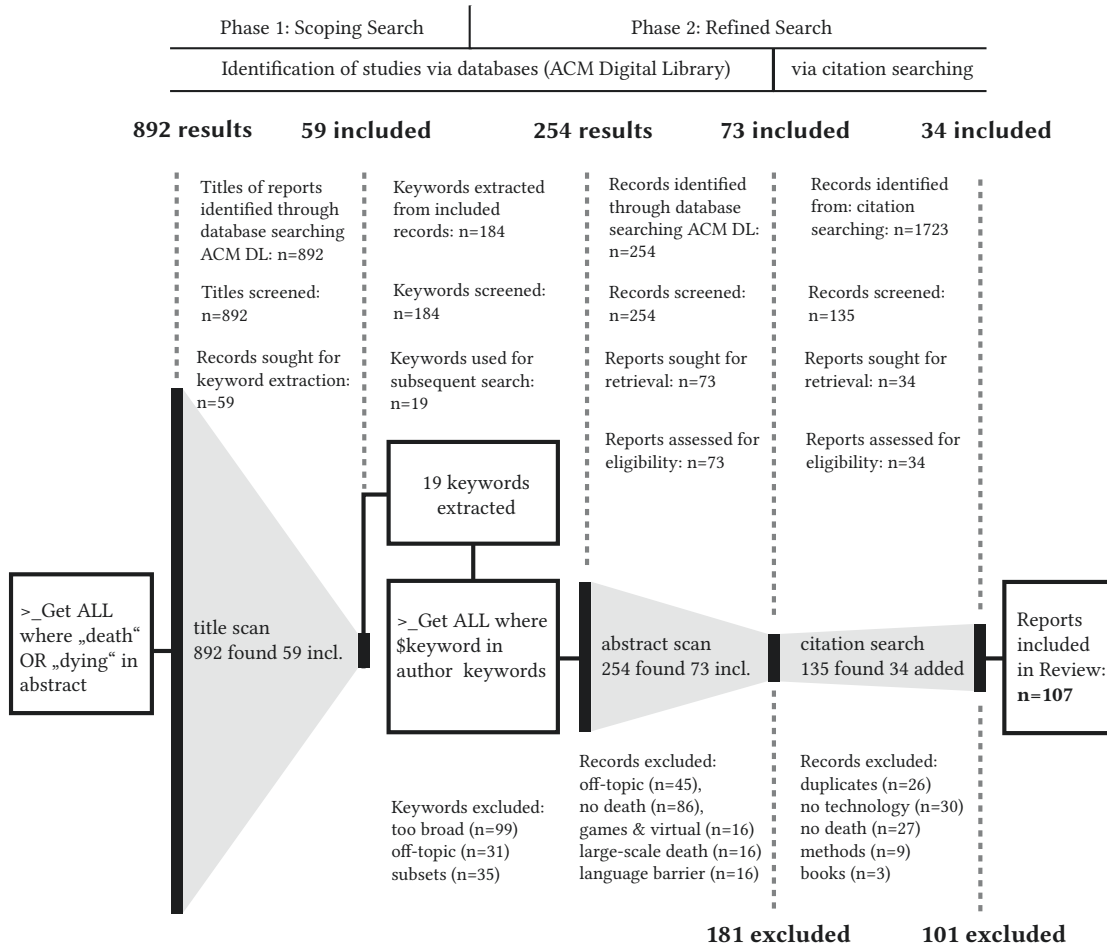 Phase 1: Scoping Search
Phase 2: Refined Search
Identification of studies via databases (ACM Digital Library)
via citation searching
892 results
59 included
254 results
73 included
34 included
Titles of reports
identified through
database searching
ACM DL: n=892
Titles screened:
n=892
Records sought for
keyword extraction:
n=59
Keywords extracted
from included
records: n=184
Keywords screened:
n=184
Keywords used for
subsequent search:
n=19
Records identified
through database
searching ACM DL:
n=254
Records screened:
n=254
Reports sought for
retrieval: n=73
Reports assessed for
eligibility: n=73
Records identified
from: citation
searching: n=1723
Records screened:
n=135
Reports sought for
retrieval: n=34
Reports assessed for
eligibility: n=34
>_Get ALL
where „death“
OR „dying“ in
abstract
title scan
892 found 59 incl.
19 keywords
extracted
>_Get ALL where
$keyword in
author keywords
abstract scan
254 found 73 incl.
citation search
135 found 34 added
Reports
included
in Review:
n=107
Keywords excluded:
too broad (n=99)
off-topic (n=31)
subsets (n=35)
Records excluded:
off-topic (n=45),
no death (n=86),
games & virtual (n=16)
large-scale death (n=16)
language barrier (n=16)
Records excluded:
duplicates (n=26)
no technology (n=30)
no death (n=27)
methods (n=9)
books (n=3)
181 excluded
101 excluded